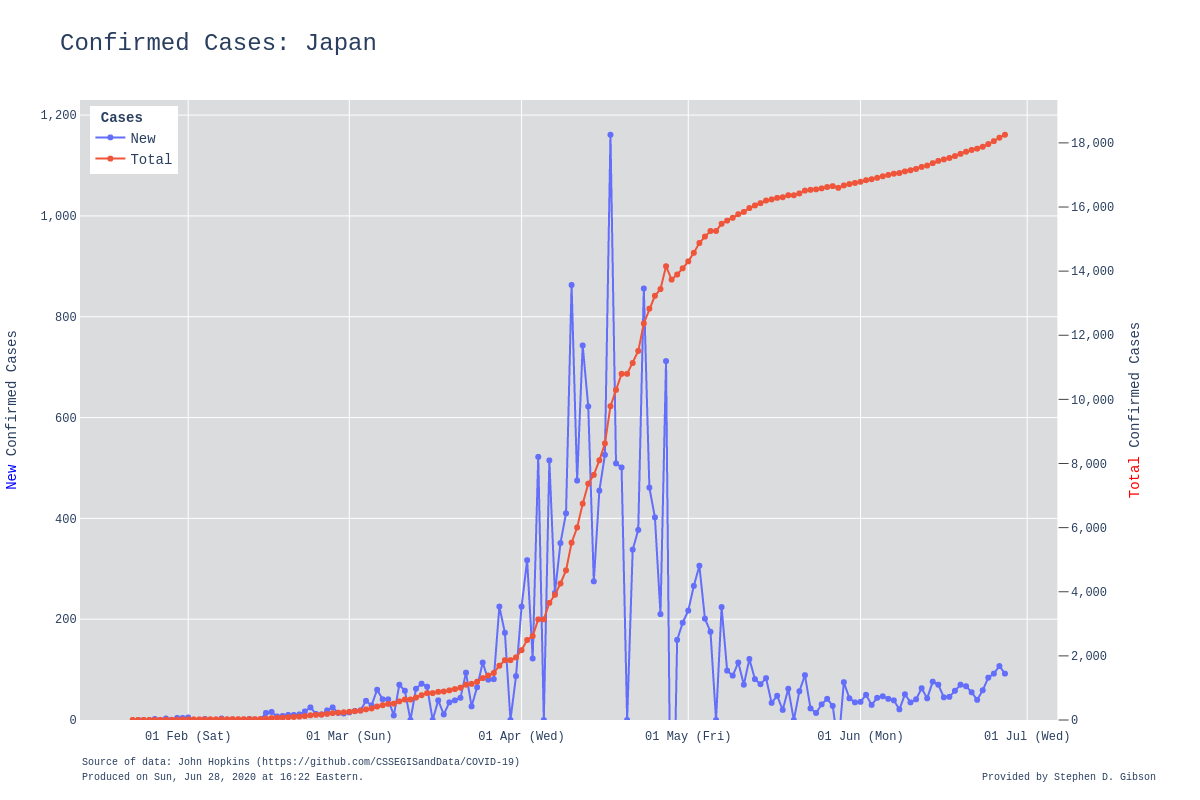 Confirmed Cases: Japan
Cases
New
Total
1,200
1,000
800
600
400
200
0
18,000
16,000
14,000
12,000
10,000
8,000
6,000
4,000
2,000
0
New Confirmed Cases
Total Confirmed Cases
01 Feb (Sat)
01 Mar (Sun)
01 Apr (Wed)
01 May (Fri)
01 Jun (Mon)
01 Jul (Wed)
Source of data: John Hopkins (https://github.com/CSSEGISandData/COVID-19)
Produced on Sun, Jun 28, 2020 at 16:22 Eastern.
Provided by Stephen D. Gibson